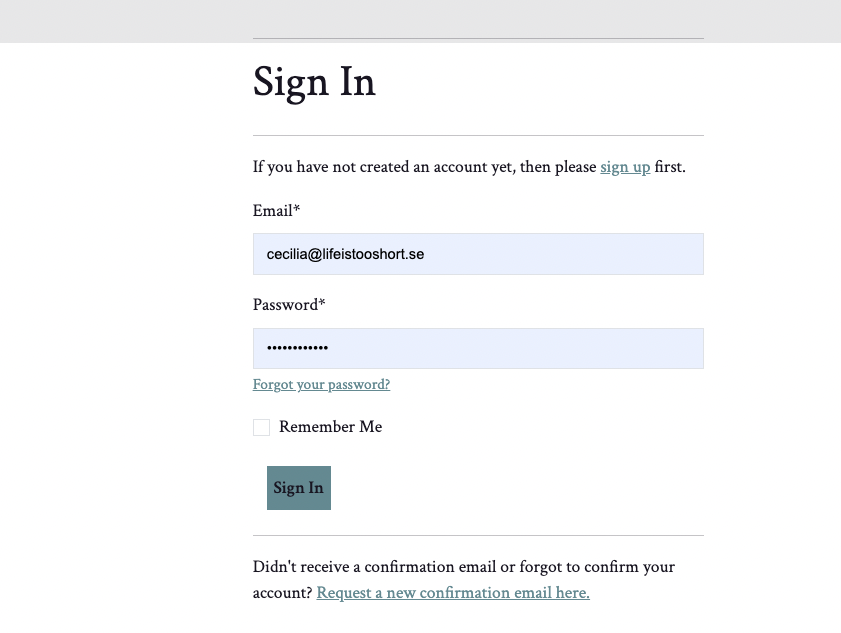 Sign In
If you have not created an account yet, then please sign up first.
Email*
cecilia@lifeistooshort.se
Password*
••••••••••••
Forgot your password?
Remember Me
Sign In
Didn't receive a confirmation email or forgot to confirm your
account? Request a new confirmation email here.